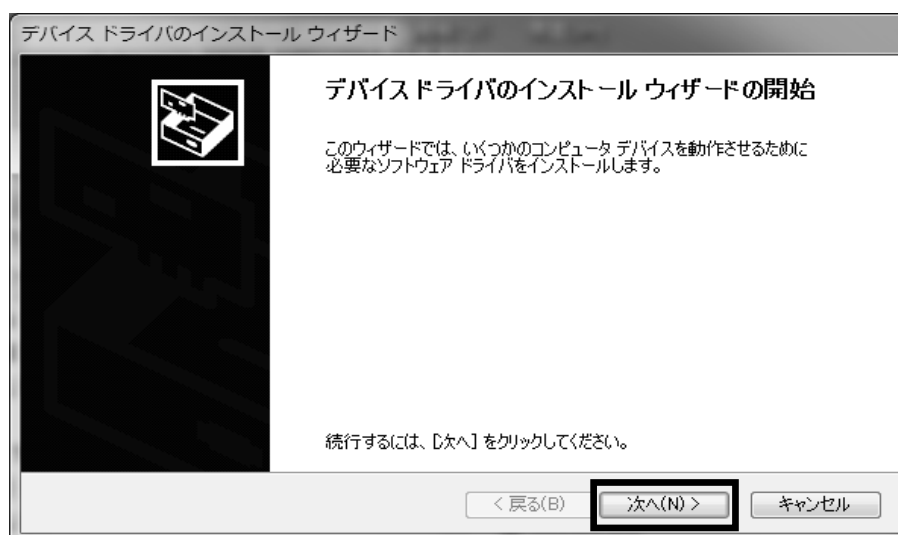 デバイス ドライバのインストール ウィザード
デバイス ドライバのインストール ウィザードの開始
このウィザードでは、いくつかのコンピュータ デバイスを動作させるために
必要なソフトウェア ドライバをインストールします。
続行するには、[次へ] をクリックしてください。
< 戻る(B) 次へ(N) > キャンセル